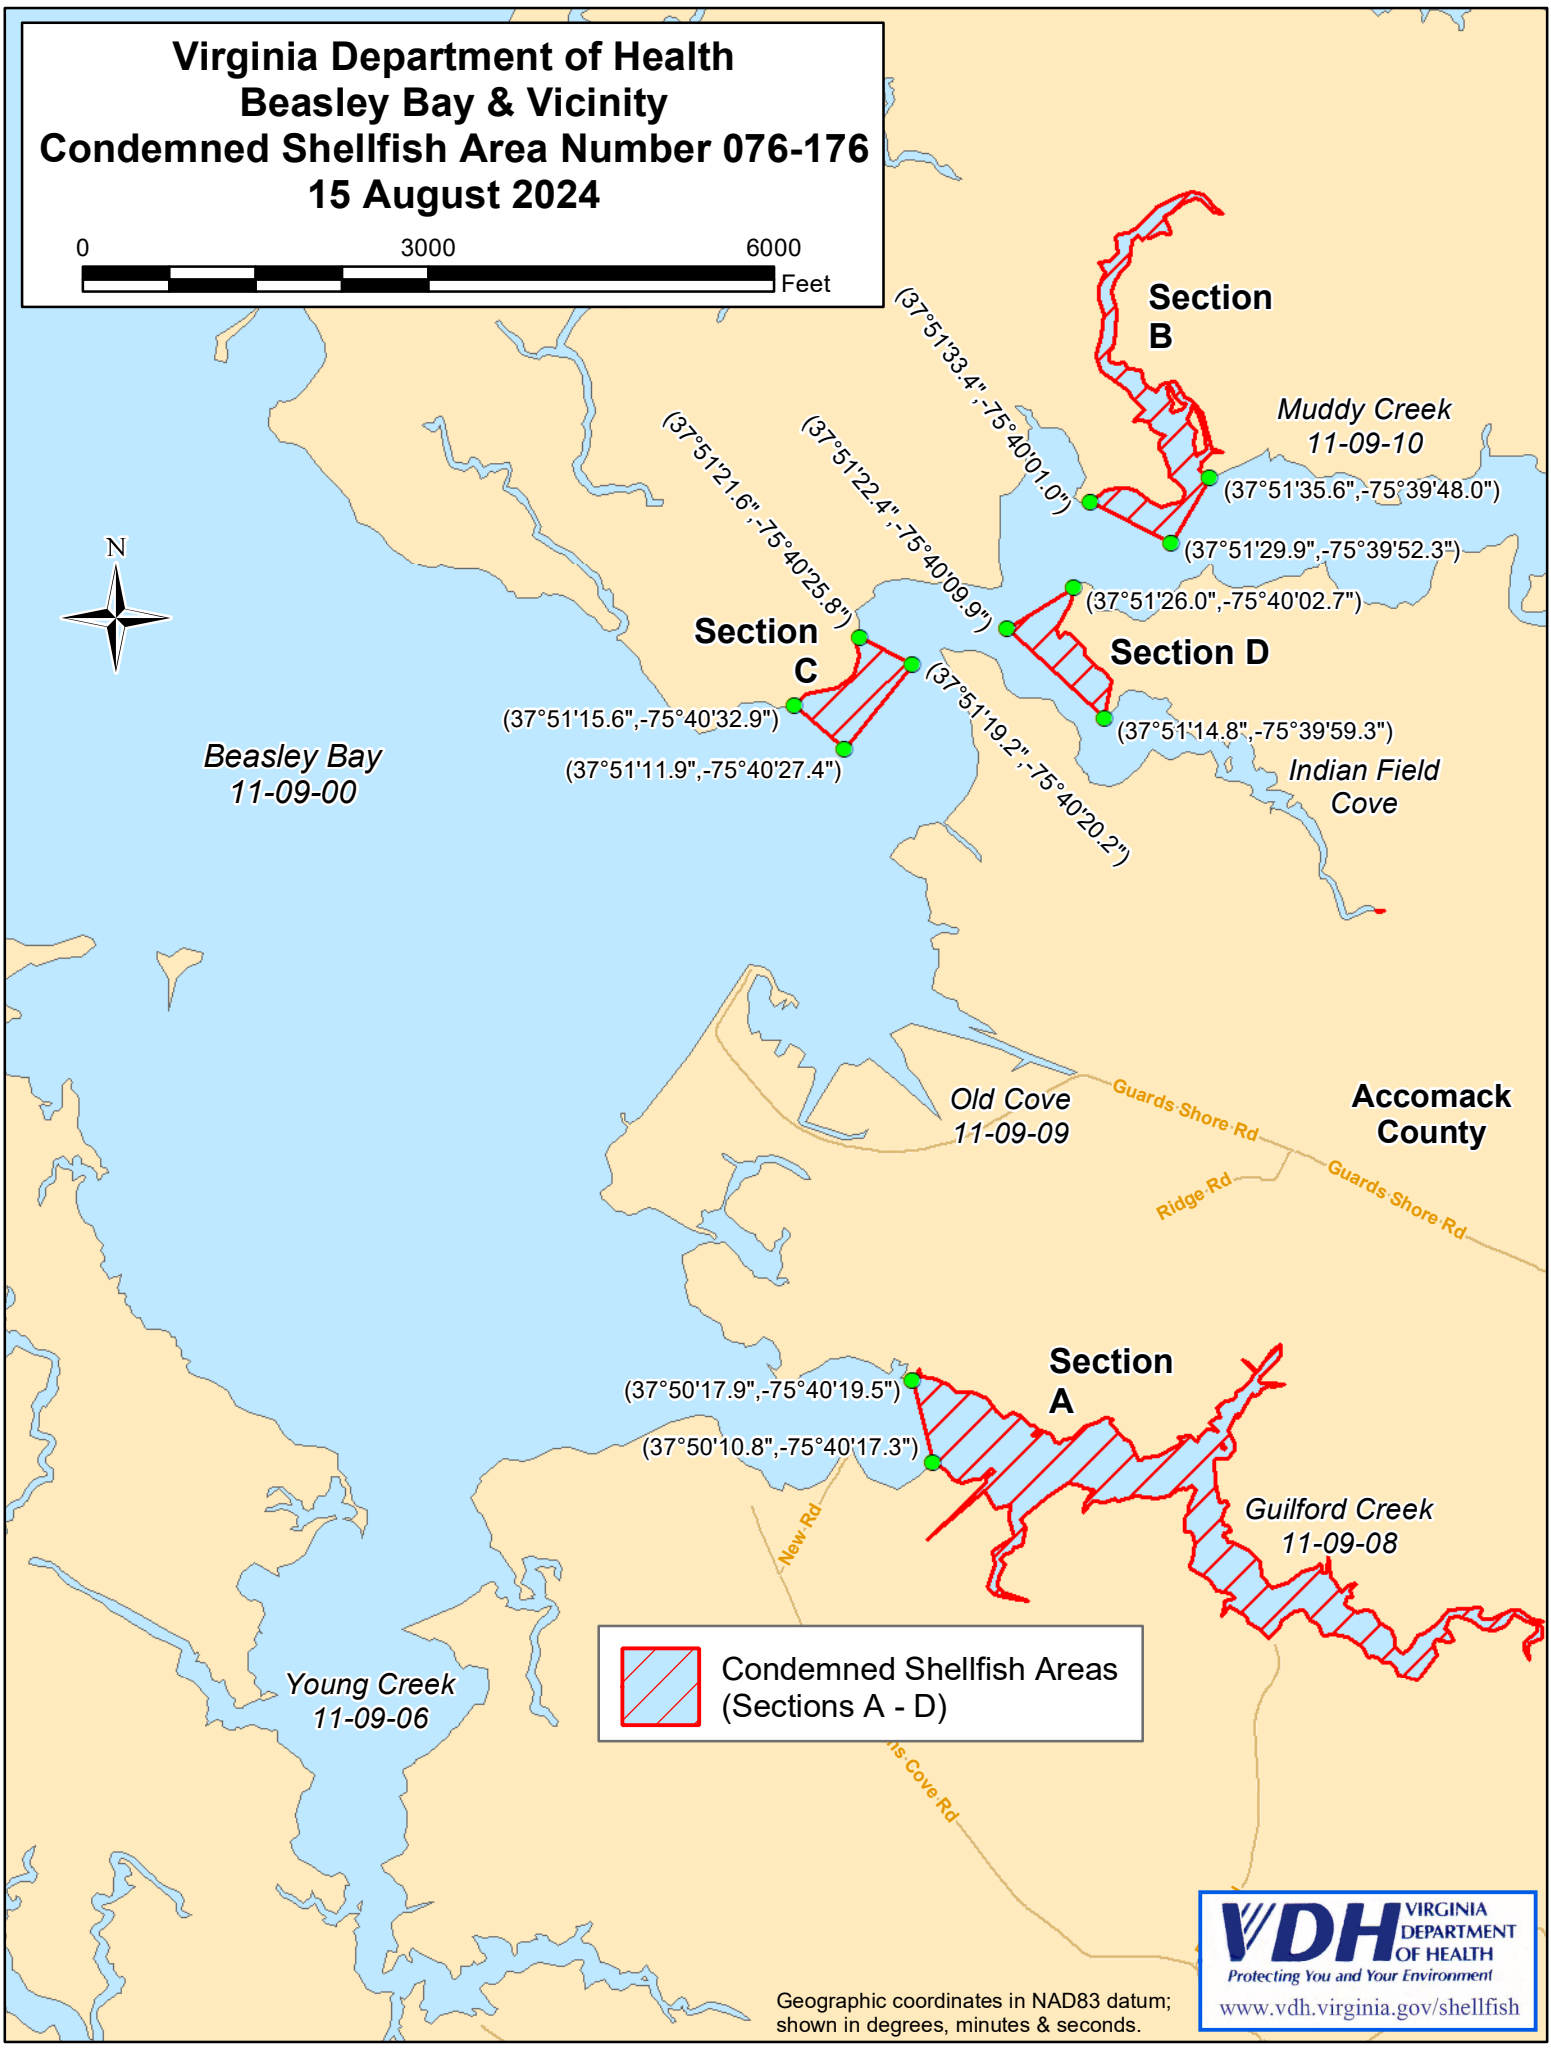 Virginia Department of Health
Beasley Bay & Vicinity
Condemned Shellfish Area Number 076-176
15 August 2024
0 3000 6000
Feet
N
Section
B
Muddy Creek
11-09-10
(37°51'33.4",-75°40'01.0")
(37°51'35.6",-75°39'48.0")
(37°51'29.9",-75°39'52.3")
(37°51'21.6",-75°40'25.8")
(37°51'22.4",-75°40'09.9")
(37°51'26.0",-75°40'02.7")
Section
C
Section D
(37°51'15.6",-75°40'32.9")
(37°51'11.9",-75°40'27.4")
(37°51'19.2",-75°40'20.2")
(37°51'14.8",-75°39'59.3")
Beasley Bay
11-09-00
Indian Field
Cove
Old Cove
11-09-09
Guards Shore Rd
Accomack
County
Ridge Rd
Guards Shore Rd
Section
A
(37°50'17.9",-75°40'19.5")
(37°50'10.8",-75°40'17.3")
New Rd
Guilford Creek
11-09-08
Young Creek
11-09-06
Condemned Shellfish Areas
(Sections A - D)
Cove Rd
VDH
VIRGINIA
DEPARTMENT
OF HEALTH
Protecting You and Your Environment
www.vdh.virginia.gov/shellfish
Geographic coordinates in NAD83 datum;
shown in degrees, minutes & seconds.